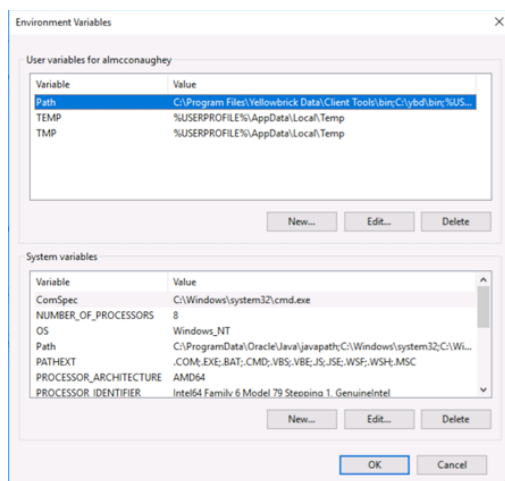 Environment Variables
User variables for almcconaughey
Variable Value
Path C:\Program Files\Yellowbrick Data\Client Tools\bin;C:\ybd\bin;%US...
TEMP %USERPROFILE%\AppData\Local\Temp
TMP %USERPROFILE%\AppData\Local\Temp
New... Edit... Delete
System variables
Variable Value
ComSpec C:\Windows\system32\cmd.exe
NUMBER_OF_PROCESSORS 8
OS Windows_NT
Path C:\ProgramData\Oracle\Java\javapath;C:\Windows\system32;C:\Wi...
PATHEXT .COM;.EXE;.BAT;.CMD;.VBS;.VBE;.JS;.JSE;.WSF;.WSH;.MSC
PROCESSOR_ARCHITECTURE AMD64
PROCESSOR_IDENTIFIER Intel64 Family 6 Model 79 Stepping 1, GenuineIntel
New... Edit... Delete
OK Cancel